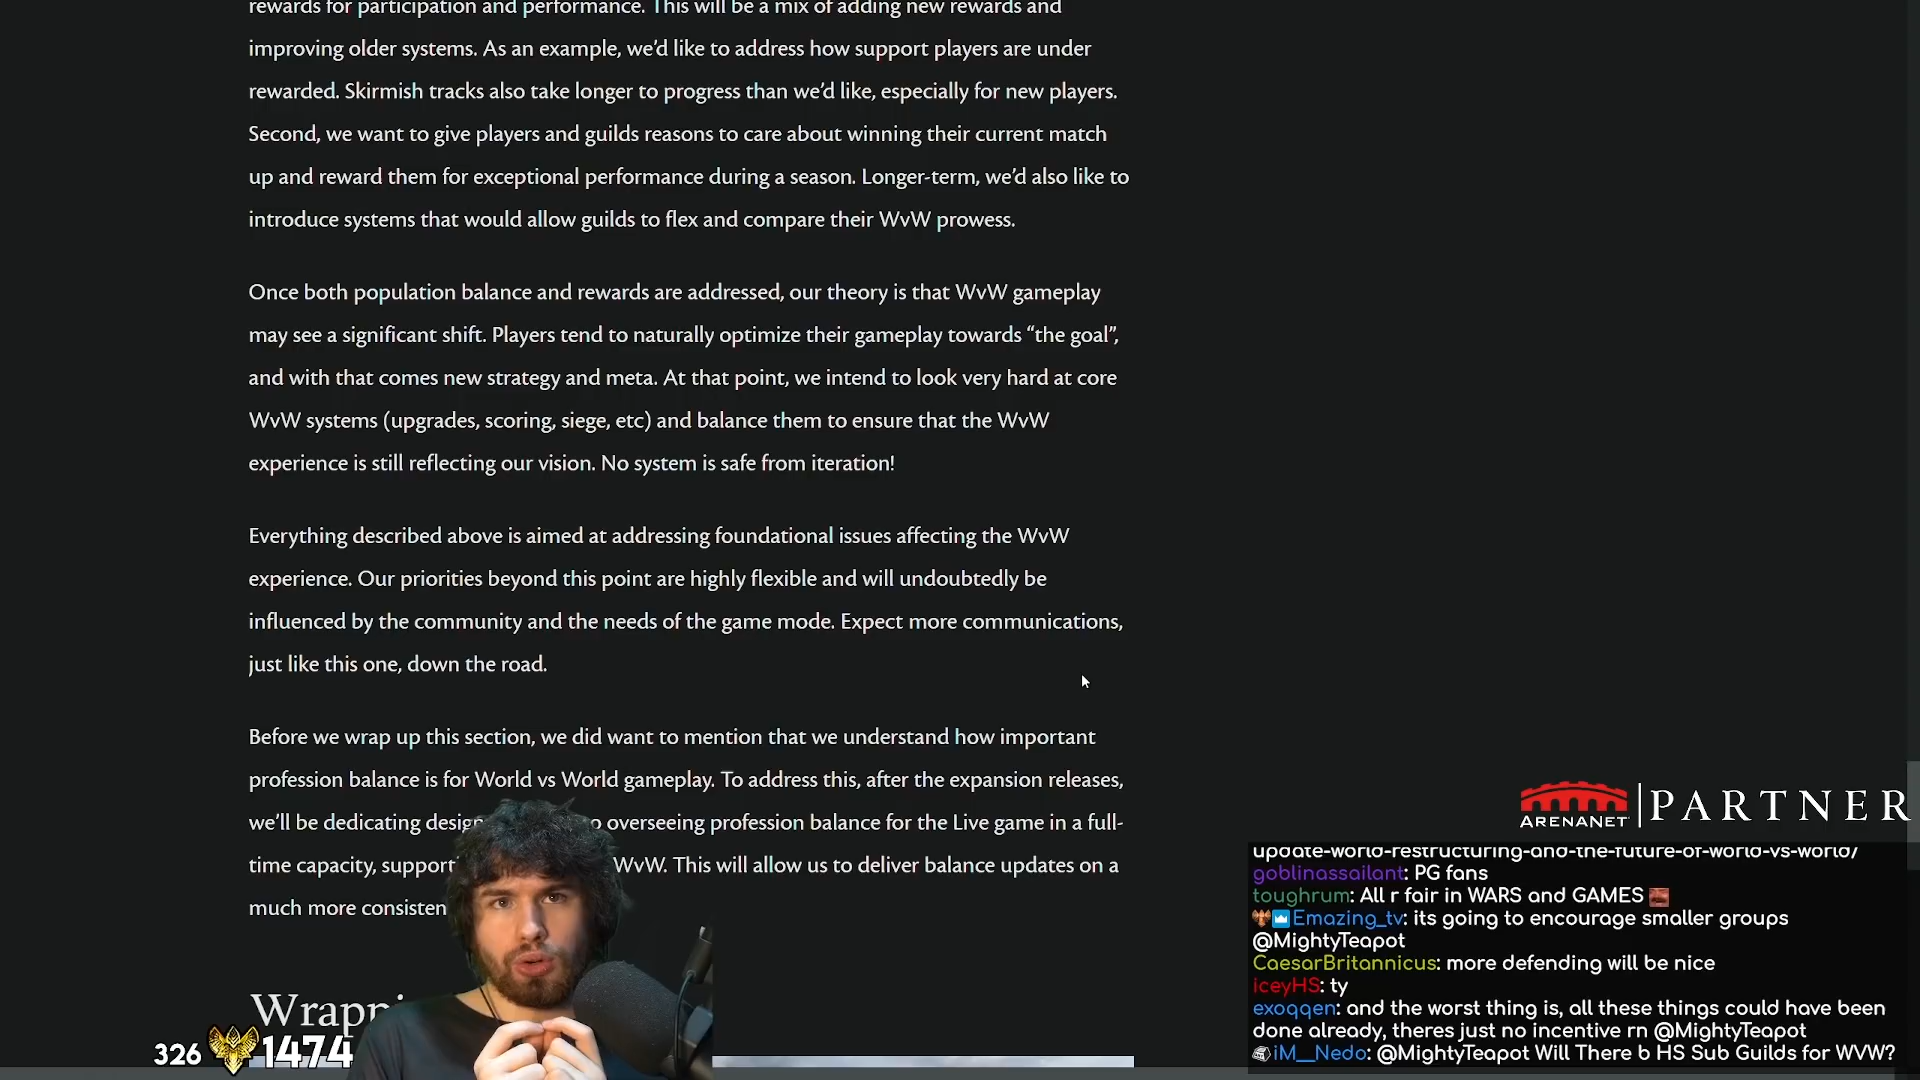 rewards for participation and performance. This will be a mix of adding new rewards and
improving older systems. As an example, we’d like to address how support players are under
rewarded. Skirmish tracks also take longer to progress than we’d like, especially for new players.
Second, we want to give players and guilds reasons to care about winning their current match
up and reward them for exceptional performance during a season. Longer-term, we’d also like to
introduce systems that would allow guilds to flex and compare their WvW prowess.
Once both population balance and rewards are addressed, our theory is that WvW gameplay
may see a significant shift. Players tend to naturally optimize their gameplay towards “the goal”,
and with that comes new strategy and meta. At that point, we intend to look very hard at core
WvW systems (upgrades, scoring, siege, etc) and balance them to ensure that the WvW
experience is still reflecting our vision. No system is safe from iteration!
Everything described above is aimed at addressing foundational issues affecting the WvW
experience. Our priorities beyond this point are highly flexible and will undoubtedly be
influenced by the community and the needs of the game mode. Expect more communications,
just like this one, down the road.
Before we wrap up this section, we did want to mention that we understand how important
profession balance is for World vs World gameplay. To address this, after the expansion releases,
we’ll be dedicating overseeing profession balance for the Live game in a full-
time capacity, WvW. This will allow us to deliver balance updates on a
much more
326 1474
ARENANET PARTNER
update-world-restructuring-and-the-future-of-world-vs-world/
goblinassailant: PG fans
toughrum: All r fair in WARS and GAMES
Emazing_tv: its going to encourage smaller groups
@MightyTeapot
CaesarBritannicus: more defending will be nice
iceyHS: ty
exoqqen: and the worst thing is, all these things could have been
done already, theres just no incentive rn @MightyTeapot
iM__Nedo: @MightyTeapot Will There b HS Sub Guilds for WVW?